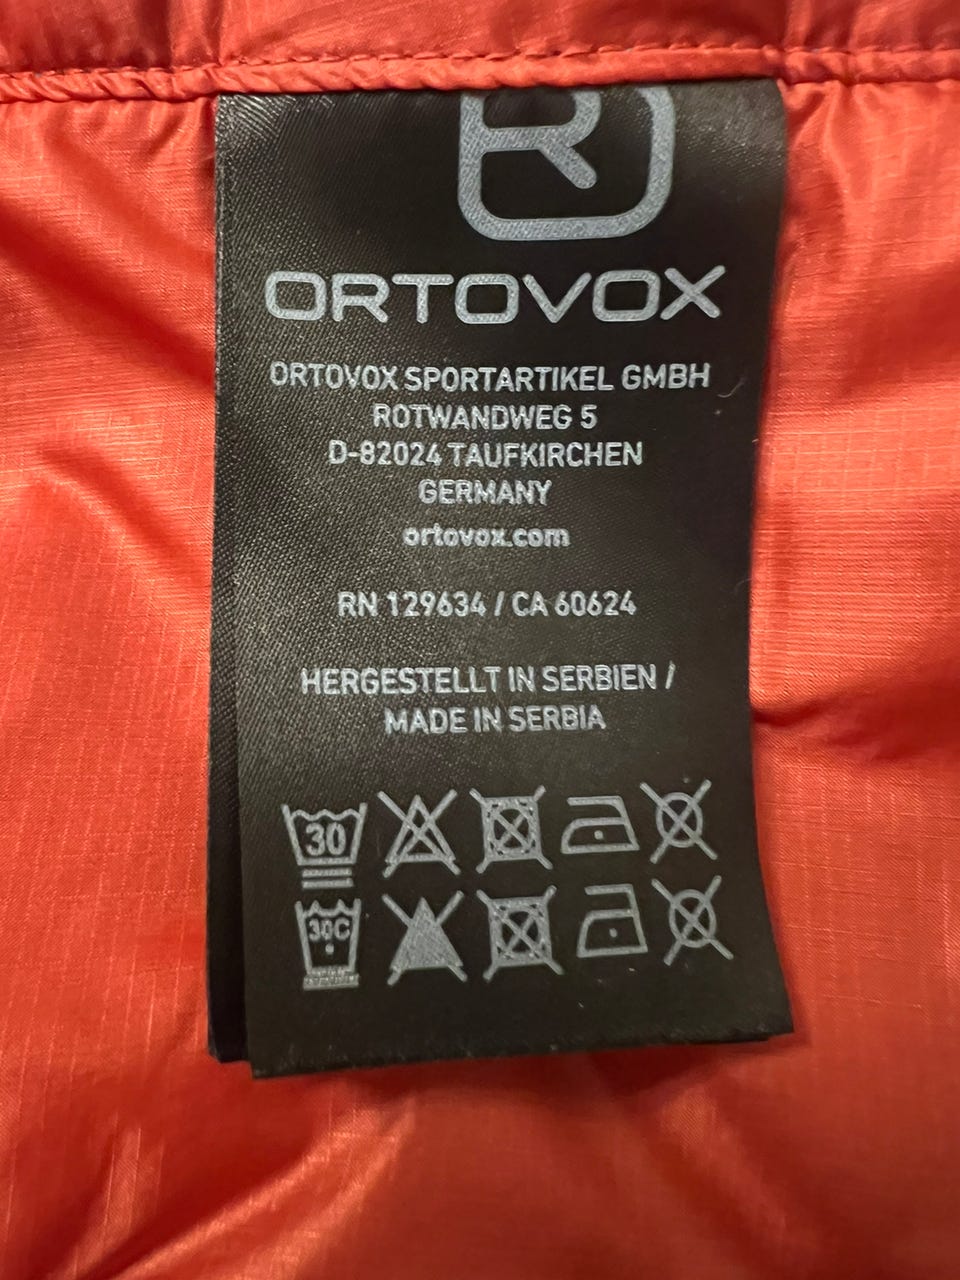 R
ORTOVOX
ORTOVOX SPORTARTIKEL GMBH
ROTWANDWEG 5
D-82024 TAUFKIRCHEN
GERMANY
ortovox.com
RN 129634 / CA 60624
HERGESTELLT IN SERBIEN /
MADE IN SERBIA
30
30C